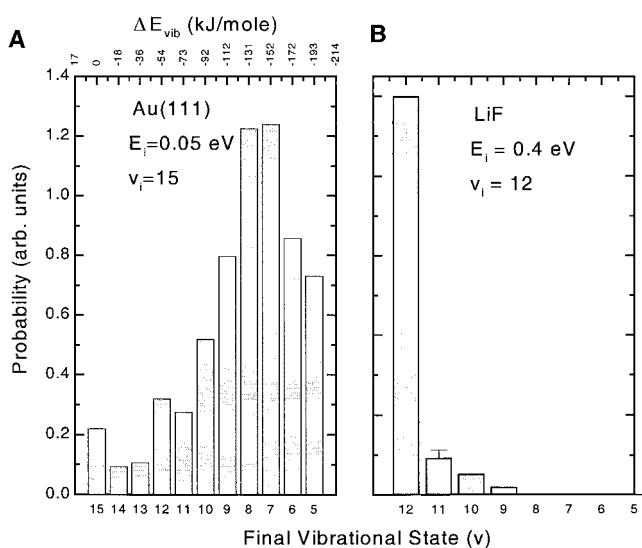 ΔE_vib (kJ/mole)
A
B
17 0 -18 -36 -54 -73 -92 -112 -131 -152 -172 -193 -214
1.4
1.2
1.0
0.8
0.6
0.4
0.2
0.0
Probability (arb. units)
Au(111)
E_i=0.05 eV
v_i=15
LiF
E_i = 0.4 eV
v_i = 12
15 14 13 12 11 10 9 8 7 6 5
12 11 10 9 8 7 6 5
Final Vibrational State (v)